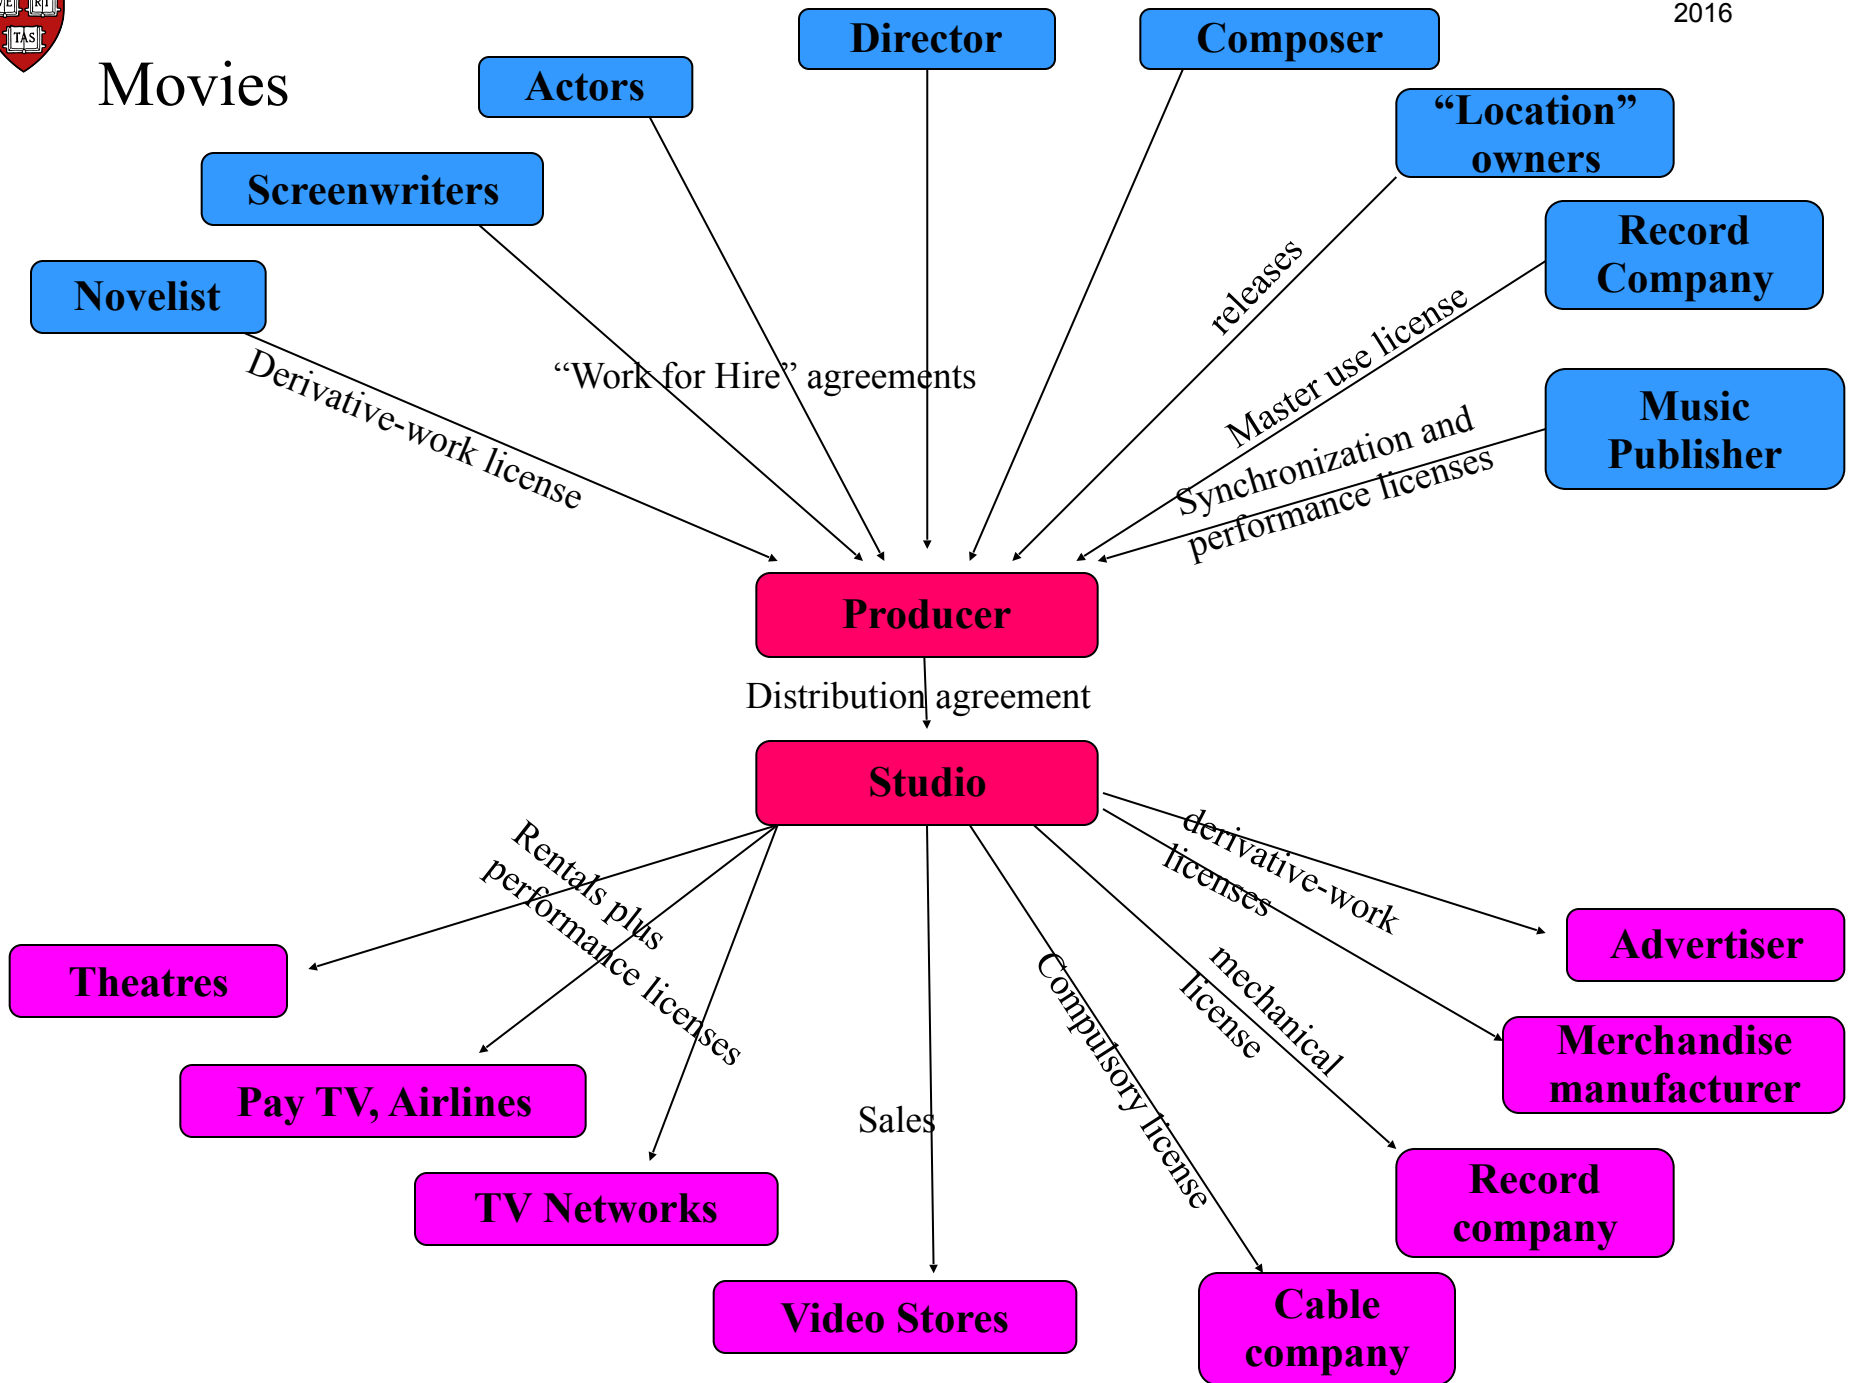 2016
TAS
Movies
Director
Composer
Actors
“Location”
owners
Screenwriters
Record
Company
Novelist
releases
Master use license
Music
Publisher
“Work for Hire” agreements
Derivative-work license
Synchronization and
performance licenses
Producer
Distribution agreement
Studio
Rentals plus
performance licenses
derivative-work
licenses
Advertiser
Theatres
mechanical
license
Compulsory license
Merchandise
manufacturer
Pay TV, Airlines
Sales
TV Networks
Record
company
Video Stores
Cable
company